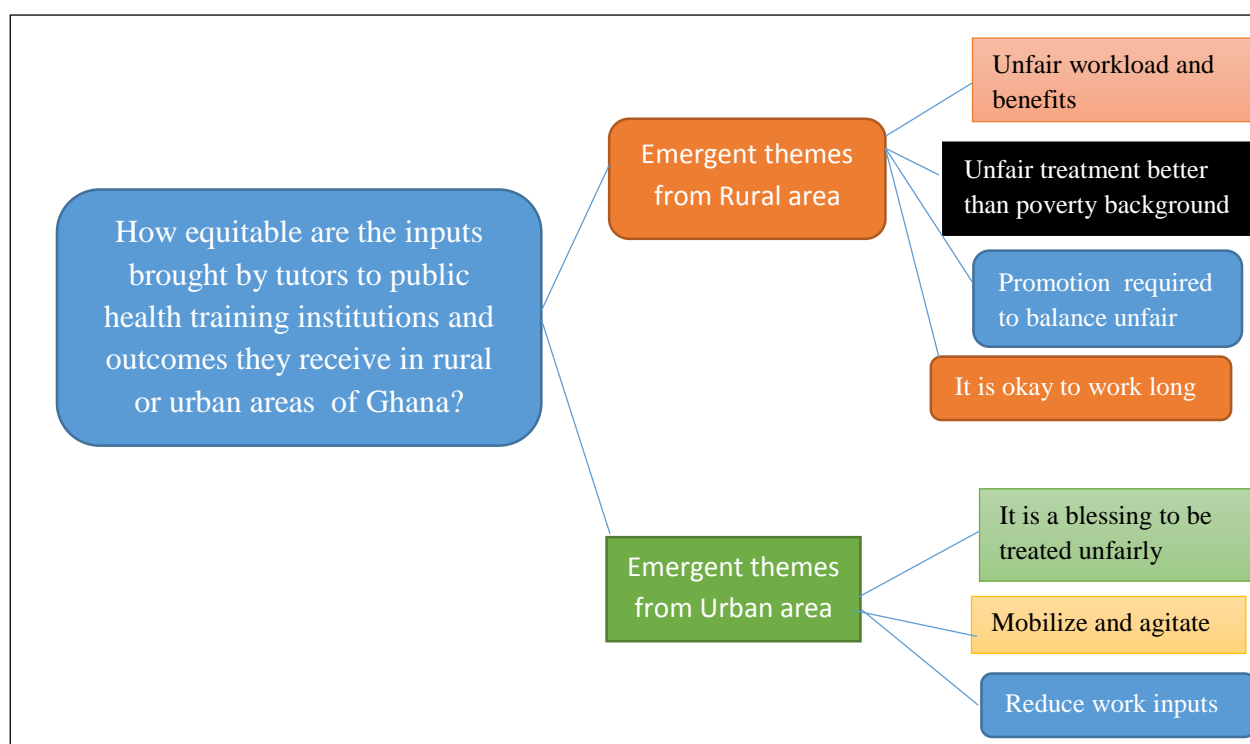 How equitable are the inputs
brought by tutors to public
health training institutions and
outcomes they receive in rural
or urban areas of Ghana?
Emergent themes
from Rural area
Unfair workload and
benefits
Unfair treatment better
than poverty background
Promotion required
to balance unfair
It is okay to work long
Emergent themes
from Urban area
It is a blessing to be
treated unfairly
Mobilize and agitate
Reduce work inputs